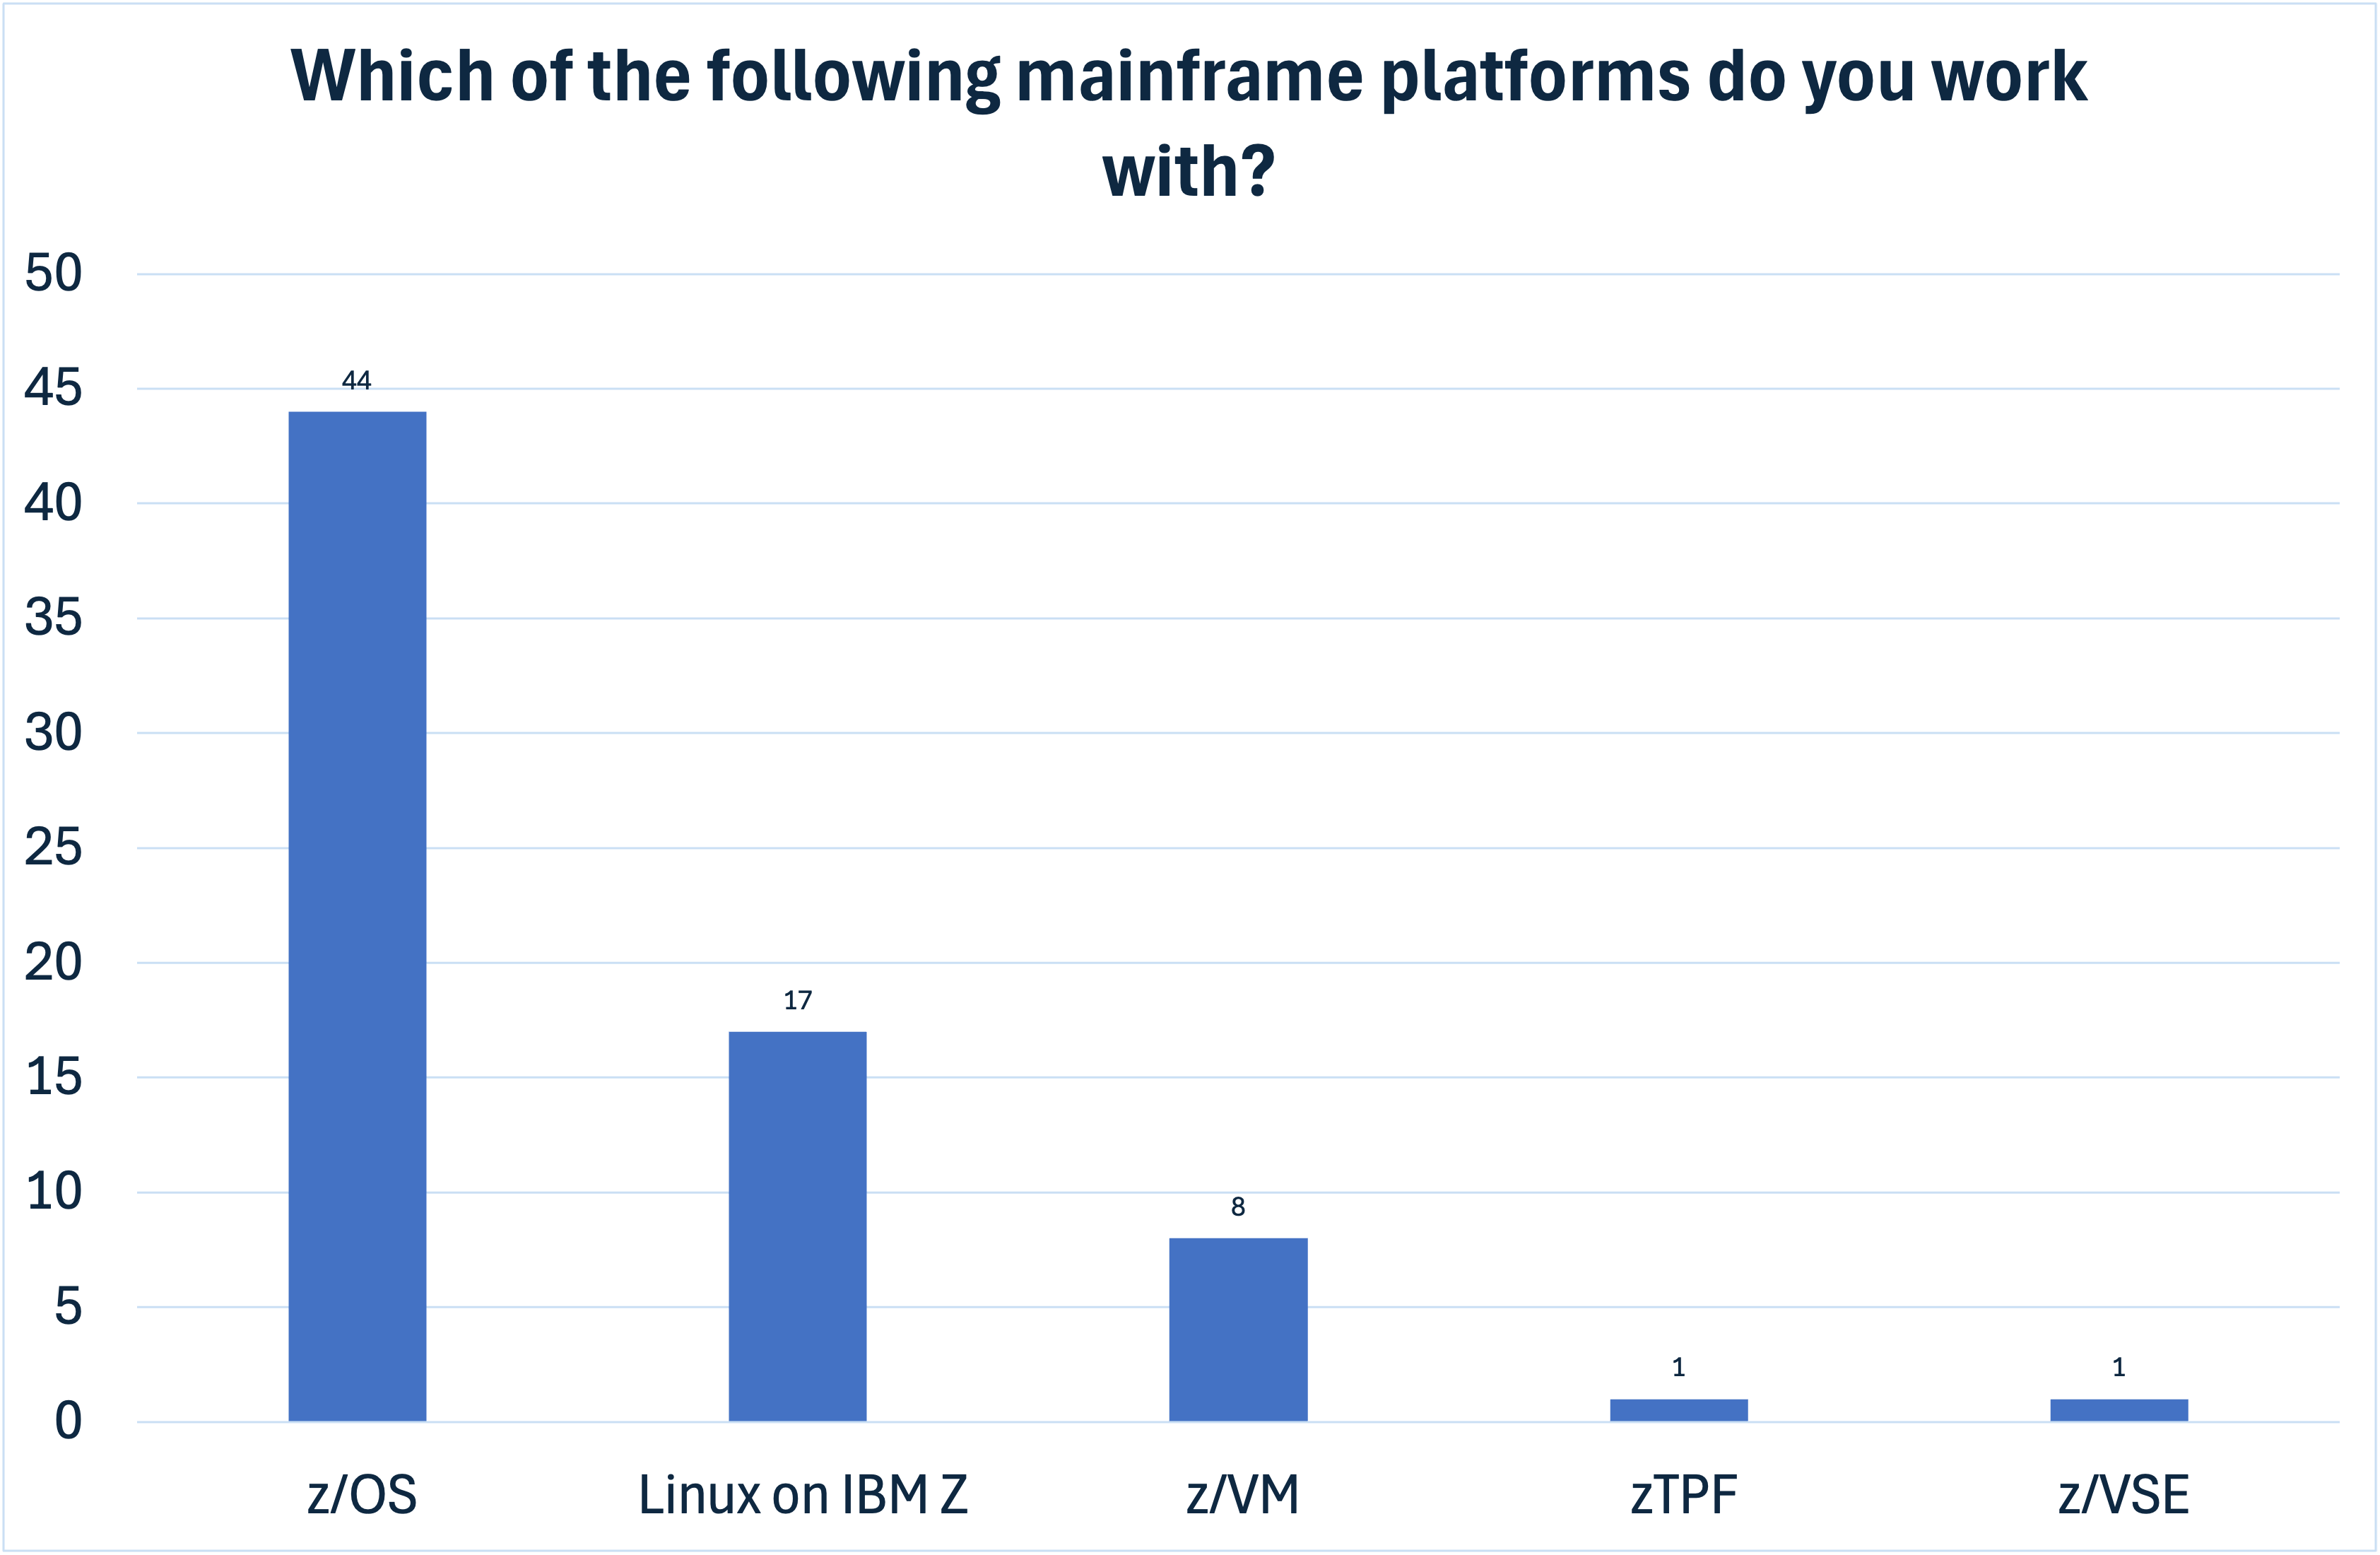 Which of the following mainframe platforms do you work
with?
50
45
40
35
30
25
20
15
10
5
0
44
17
8
1
1
z/OS
Linux on IBM Z
z/VM
zTPF
z/VSE